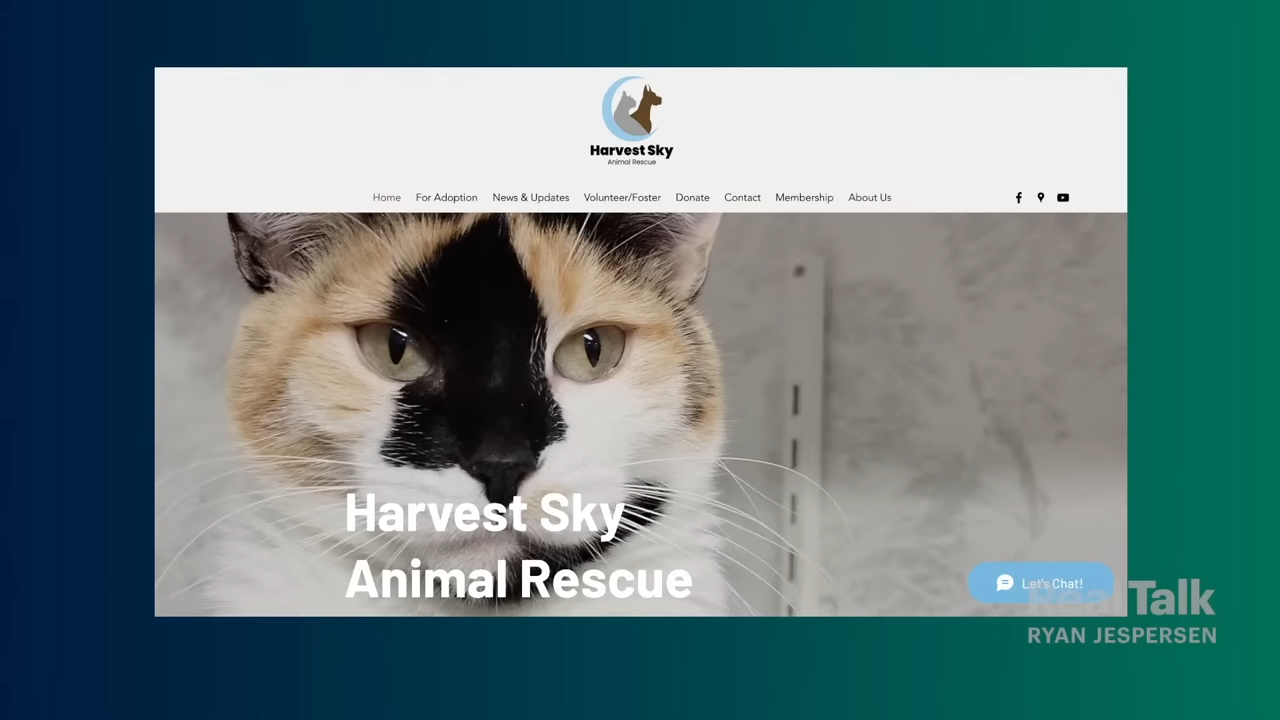 Harvest Sky
Animal Rescue
Home For Adoption News & Updates Volunteer/Foster Donate Contact Membership About Us
Harvest Sky
Animal Rescue
Let's Chat!
Real Talk
RYAN JESPERSEN